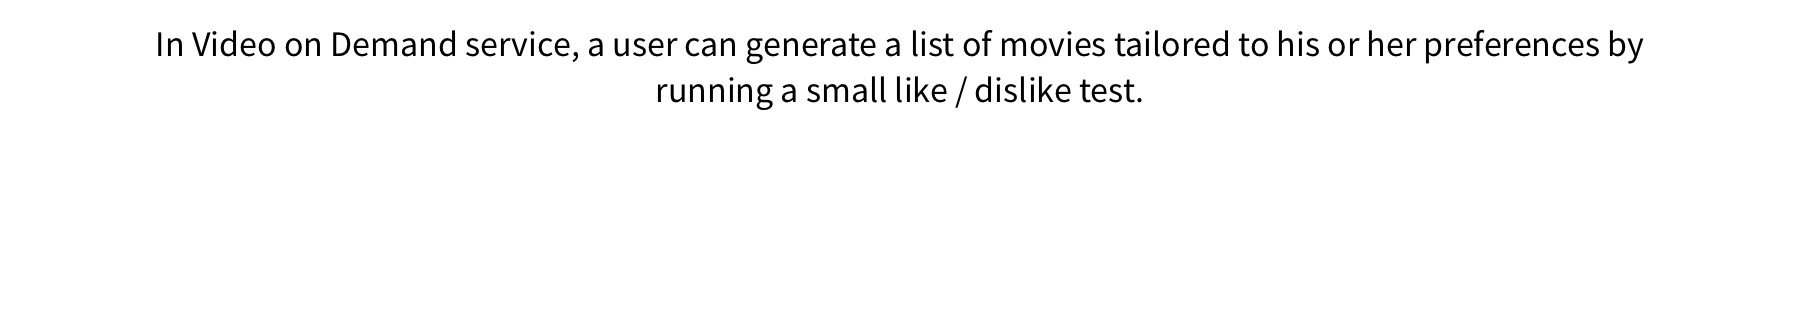 In Video on Demand service, a user can generate a list of movies tailored to his or her preferences by
running a small like / dislike test.